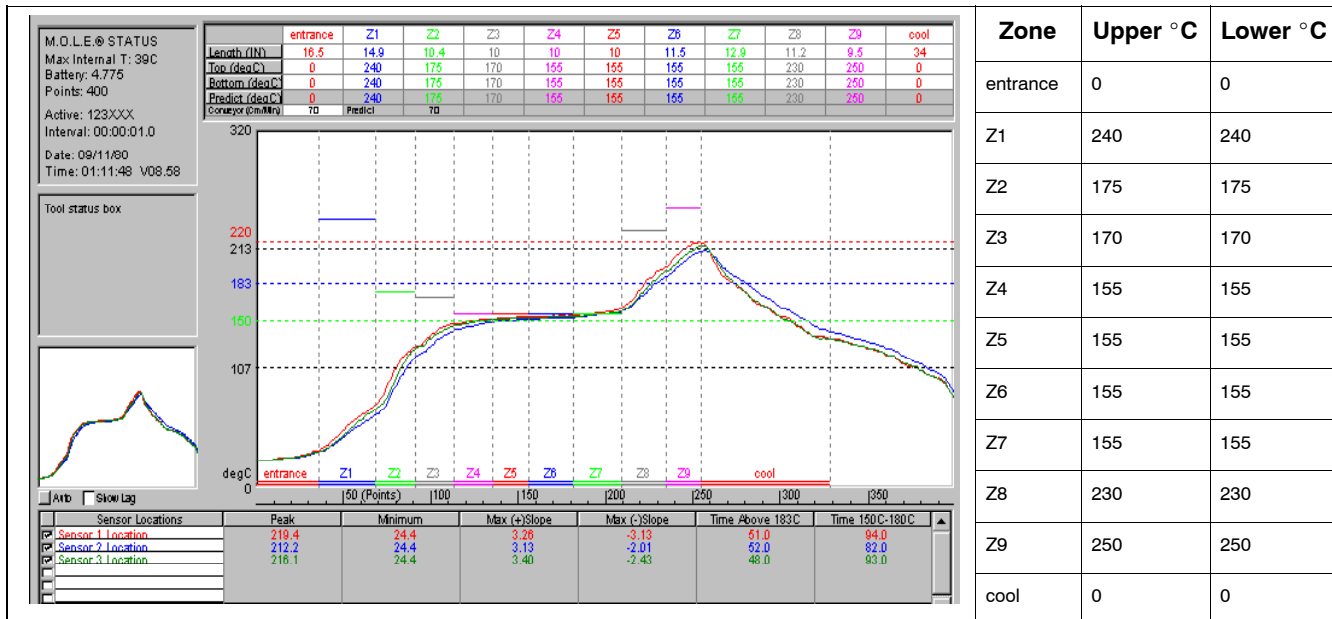 M.O.L.E.® STATUS
Max Internal T: 39C
Battery: 4.775
Points: 400
Active: 123XXX
Interval: 00:00:01.0
Date: 09/11/80
Time: 01:11:48 V08.58
Tool status box
entrance Z1 Z2 Z3 Z4 Z5 Z6 Z7 Z8 Z9 cool
Length (IN) 16.5 14.9 10.4 10 10 10 11.5 12.9 11.2 9.5 34
Top (degC) 0 240 175 170 155 155 155 155 230 250 0
Bottom (degC) 0 240 175 170 155 155 155 155 230 250 0
Predict (degC) 0 240 175 170 155 155 155 155 230 250 0
Conveyor (Cm/Min) 70 Predict 70
320
220
213
183
150
107
degC entrance Z1 Z2 Z3 Z4 Z5 Z6 Z7 Z8 Z9 cool
0
|50 (Points) |100 |150 |200 |250 |300 |350
Auto Show Lag
Sensor Locations Peak Minimum Max (+)Slope Max (-)Slope Time Above 183C Time 150C-180C
Sensor 1 Location 219.4 24.4 3.26 -3.13 51.0 94.0
Sensor 2 Location 212.2 24.4 3.13 -2.01 52.0 82.0
Sensor 3 Location 216.1 24.4 3.40 -2.43 48.0 93.0
Zone Upper °C Lower °C
entrance 0 0
Z1 240 240
Z2 175 175
Z3 170 170
Z4 155 155
Z5 155 155
Z6 155 155
Z7 155 155
Z8 230 230
Z9 250 250
cool 0 0